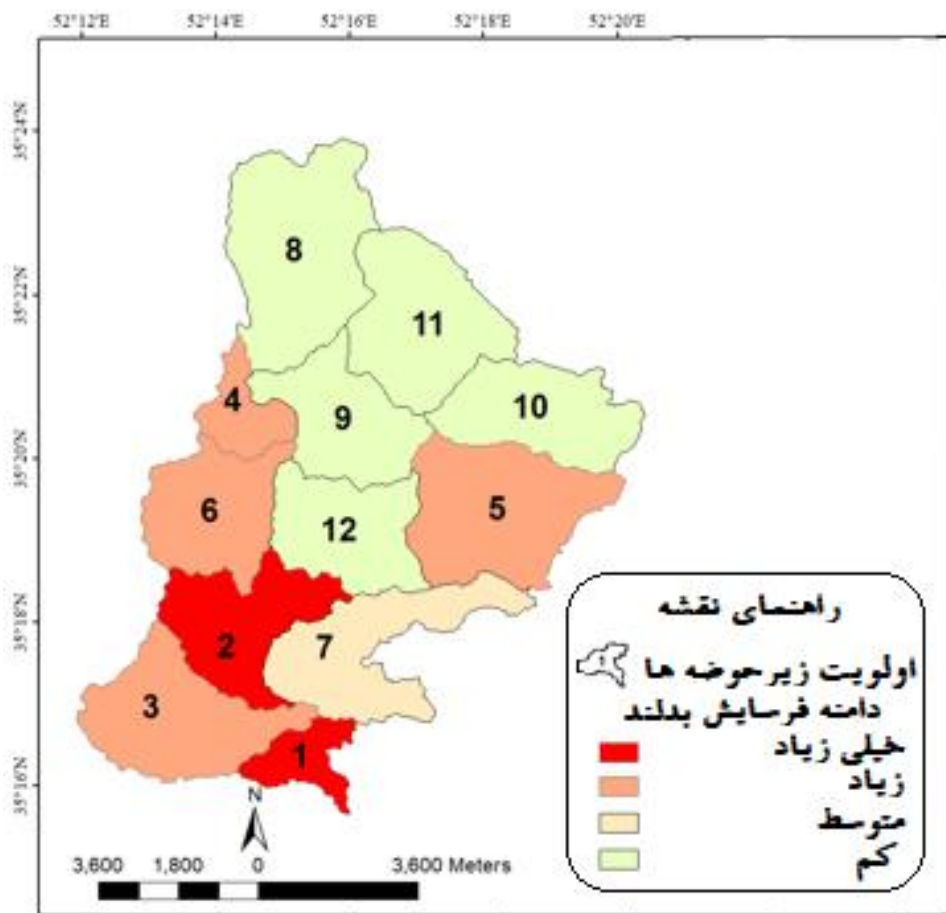 52°12'E 52°14'E 52°16'E 52°18'E 52°20'E
35°24'N
35°22'N
35°20'N
35°18'N
35°16'N
8
11
4
9
10
6
12
5
2
7
3
1
N
3,600 1,800 0 3,600 Meters
راهنمای نقشه
اولویت زیرحوضه ها
دامنه فرسایش بدلند
خیلی زیاد
زیاد
متوسط
کم